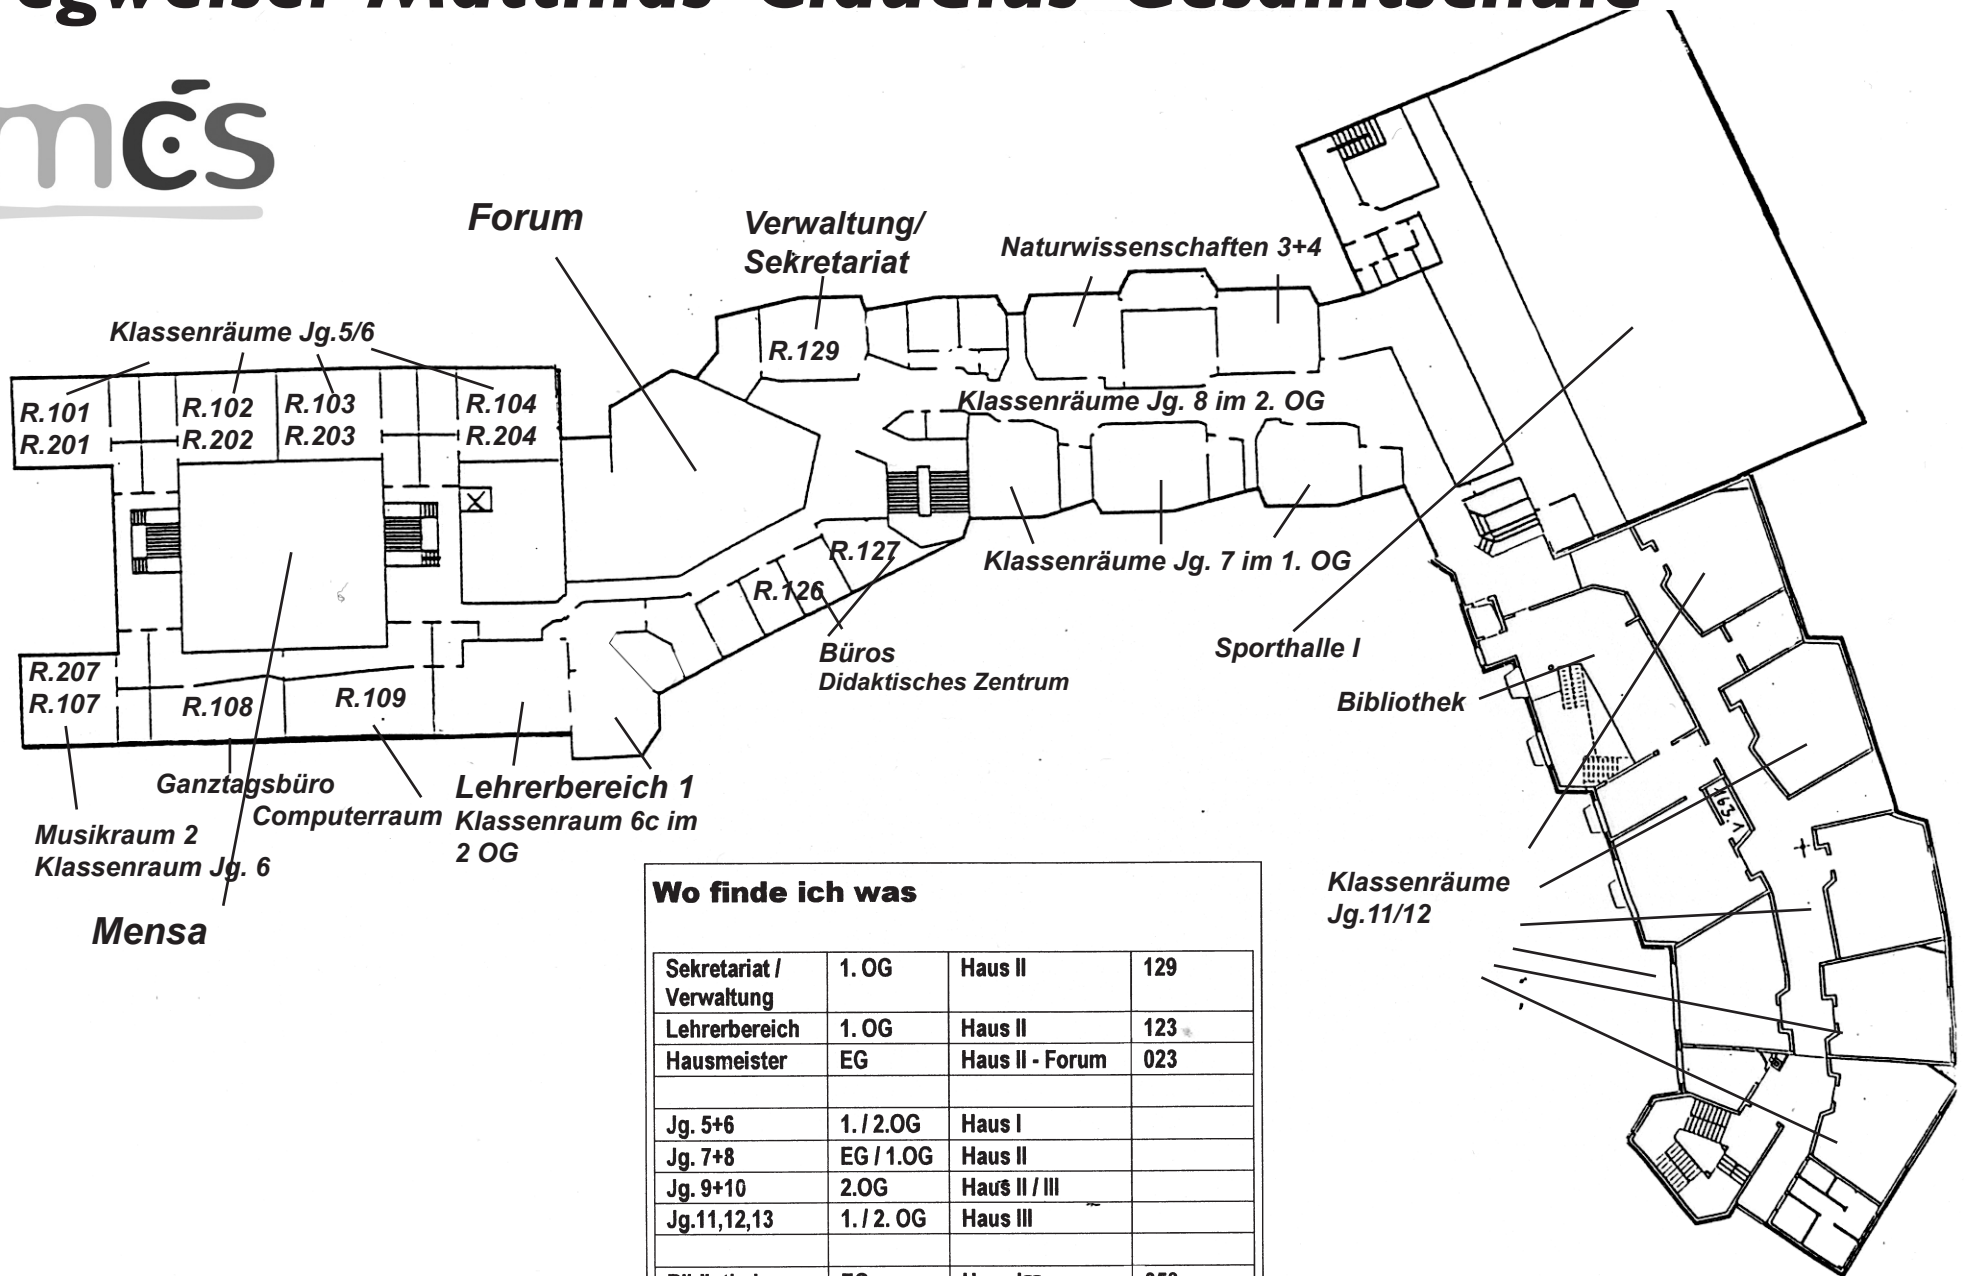 Matthias Claudius Gesamtschule
mcs
Forum
Verwaltung/
Sekretariat
Naturwissenschaften 3+4
Klassenräume Jg.5/6
R.129
R.101
R.201
R.102
R.202
R.103
R.203
R.104
R.204
Klassenräume Jg. 8 im 2. OG
R.127
R.126
Klassenräume Jg. 7 im 1. OG
Büros
Didaktisches Zentrum
Sporthalle I
Bibliothek
R.207
R.107
R.108
R.109
Ganztagsbüro
Computerraum
Lehrerbereich 1
Klassenraum 6c im
2 OG
Musikraum 2
Klassenraum Jg. 6
Mensa
163.1
Klassenräume
Jg.11/12
Wo finde ich was
Sekretariat / Verwaltung 1. OG Haus II 129
Lehrerbereich 1. OG Haus II 123
Hausmeister EG Haus II - Forum 023
Jg. 5+6 1. / 2.OG Haus I
Jg. 7+8 EG / 1.OG Haus II
Jg. 9+10 2.OG Haus II / III
Jg.11,12,13 1. / 2. OG Haus III